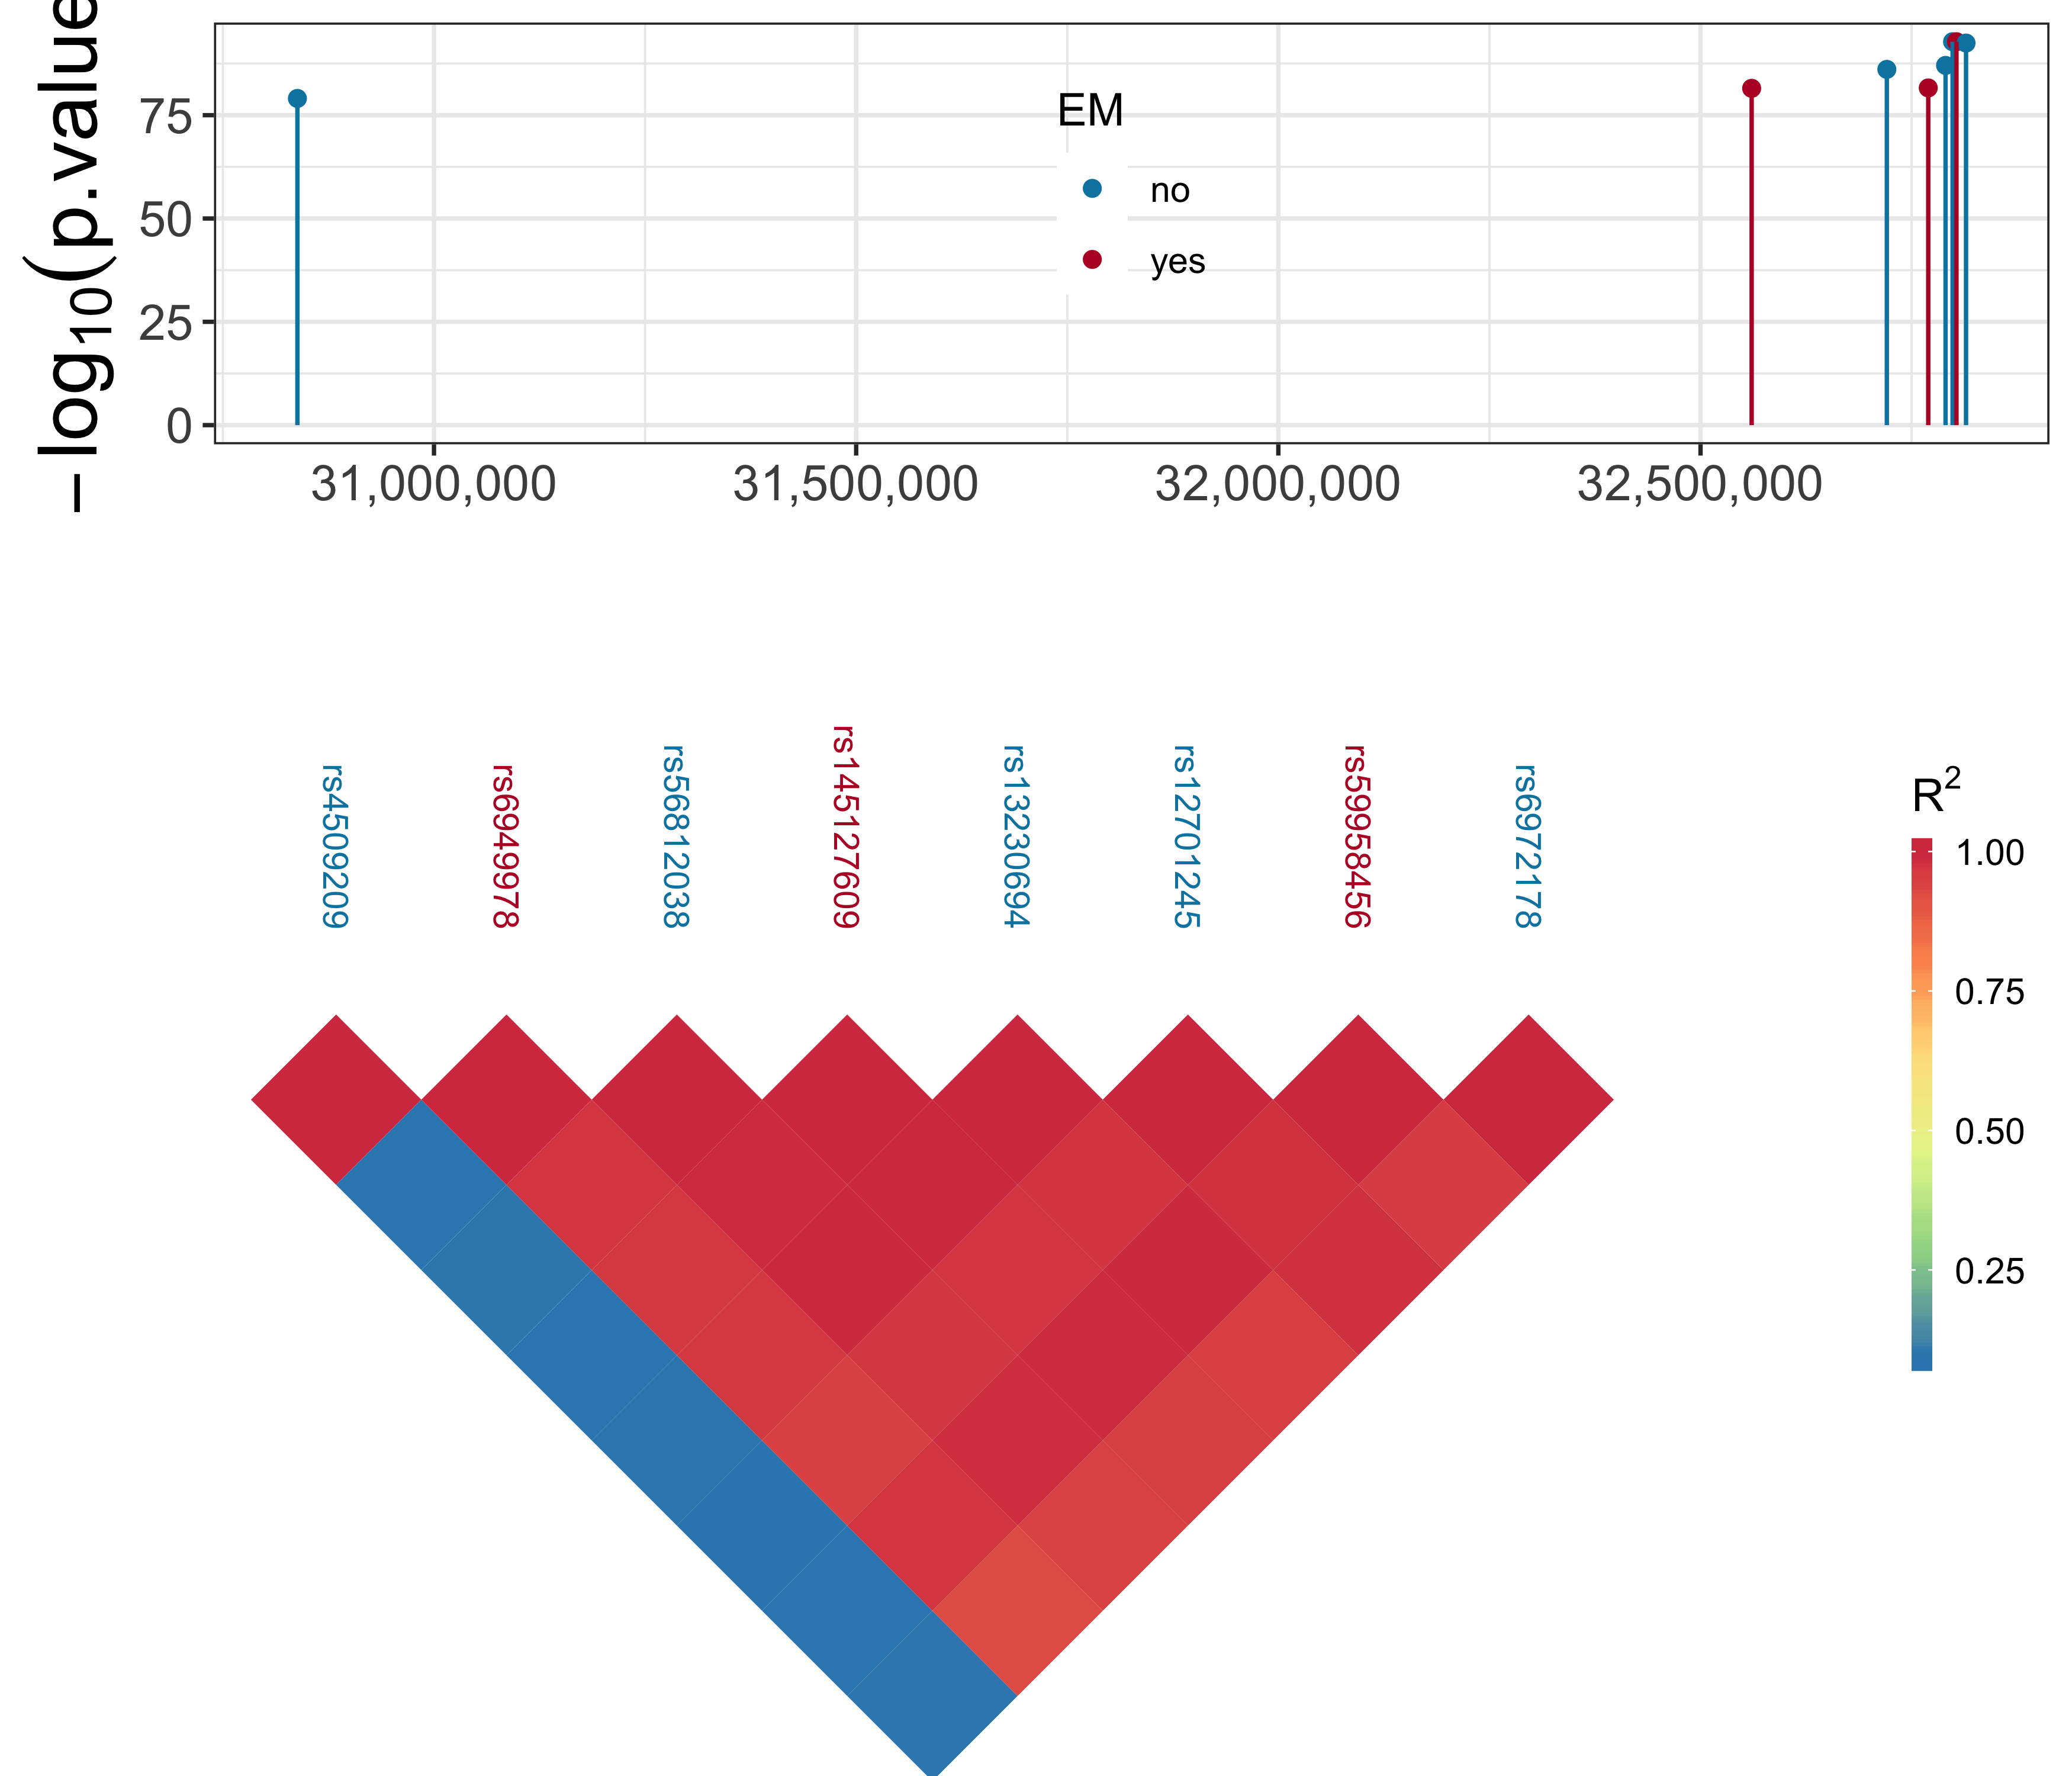 − log10(p.value
75
50
25
0
EM
no
yes
31,000,000
31,500,000
32,000,000
32,500,000
rs4509209
rs6949978
rs56812038
rs145127609
rs13230694
rs12701245
rs59958456
rs6972178
R2
1.00
0.75
0.50
0.25